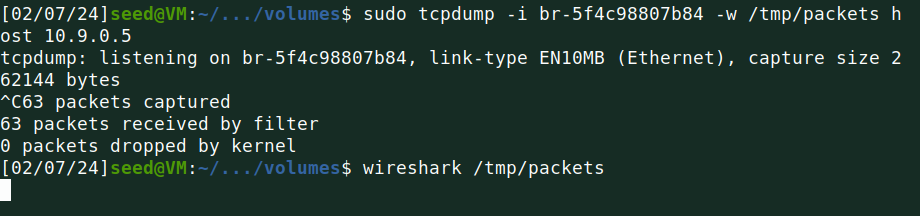 [02/07/24]seed@VM:~/.../volumes$ sudo tcpdump -i br-5f4c98807b84 -w /tmp/packets h
ost 10.9.0.5
tcpdump: listening on br-5f4c98807b84, link-type EN10MB (Ethernet), capture size 2
62144 bytes
^C63 packets captured
63 packets received by filter
0 packets dropped by kernel
[02/07/24]seed@VM:~/.../volumes$ wireshark /tmp/packets